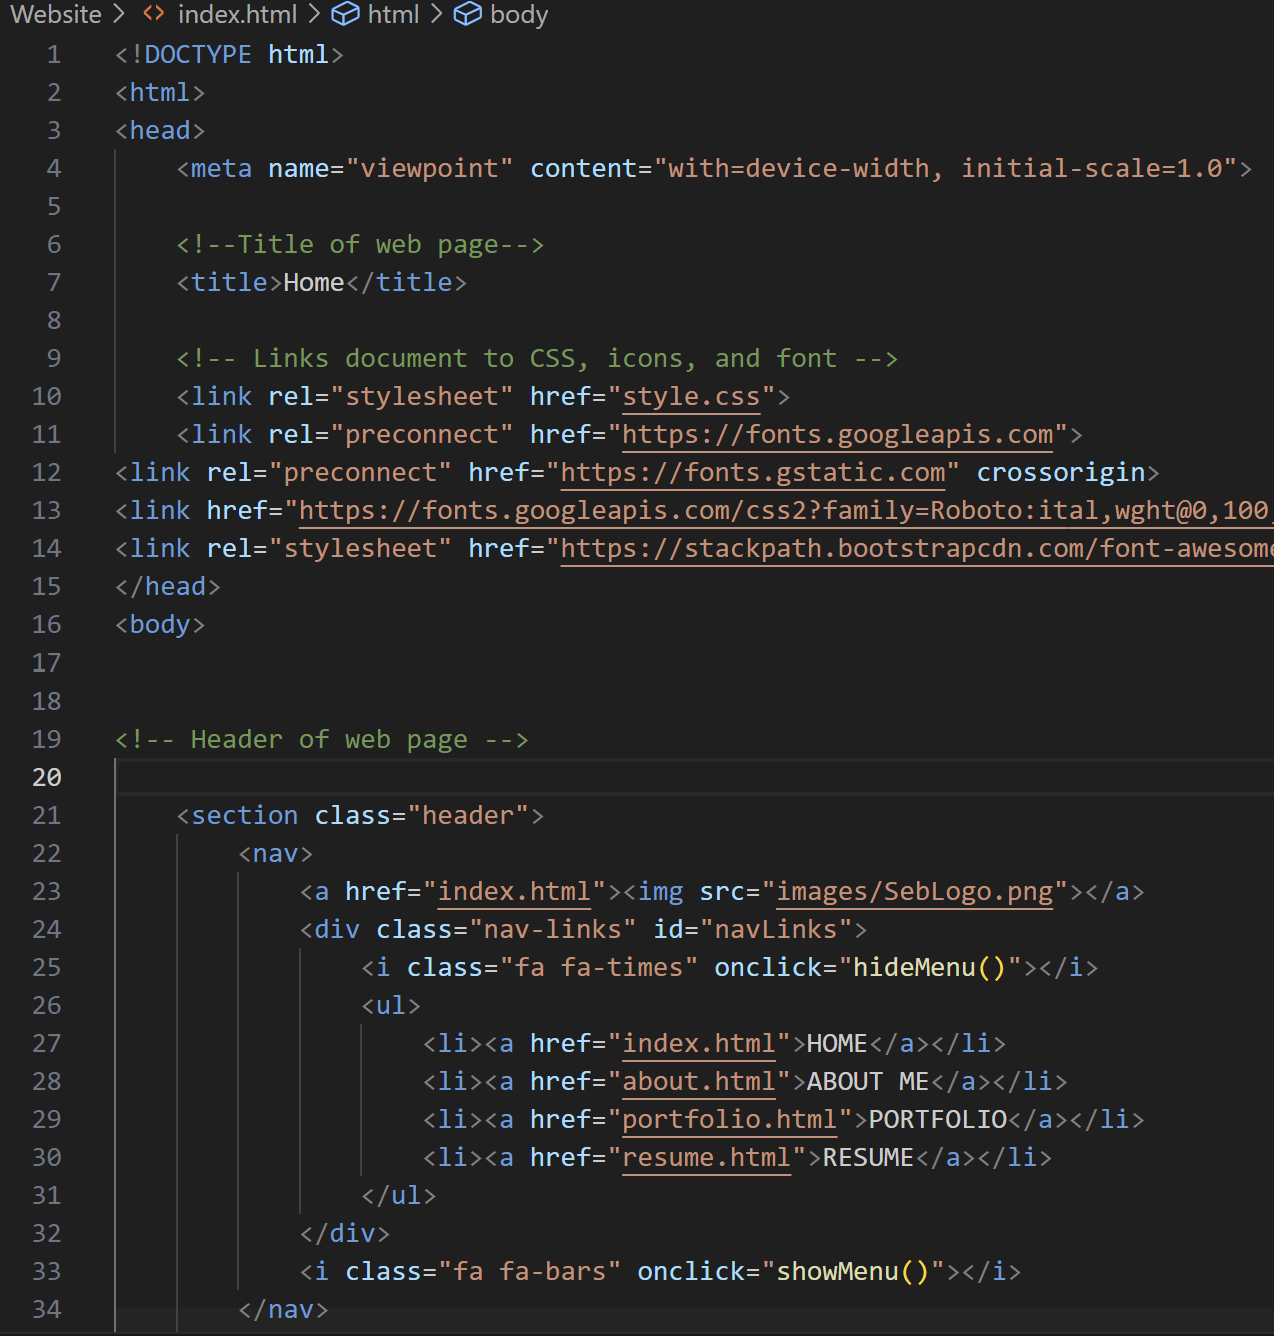 Website > <> index.html > html > body
1 <!DOCTYPE html>
2 <html>
3 <head>
4     <meta name="viewpoint" content="with=device-width, initial-scale=1.0">
5
6     <!--Title of web page-->
7     <title>Home</title>
8
9     <!-- Links document to CSS, icons, and font -->
10     <link rel="stylesheet" href="style.css">
11     <link rel="preconnect" href="https://fonts.googleapis.com">
12 <link rel="preconnect" href="https://fonts.gstatic.com" crossorigin>
13 <link href="https://fonts.googleapis.com/css2?family=Roboto:ital,wght@0,100,
14 <link rel="stylesheet" href="https://stackpath.bootstrapcdn.com/font-awesome
15 </head>
16 <body>
17
18
19 <!-- Header of web page -->
20
21     <section class="header">
22         <nav>
23             <a href="index.html"><img src="images/SebLogo.png"></a>
24             <div class="nav-links" id="navLinks">
25                 <i class="fa fa-times" onclick="hideMenu()"></i>
26                 <ul>
27                     <li><a href="index.html">HOME</a></li>
28                     <li><a href="about.html">ABOUT ME</a></li>
29                     <li><a href="portfolio.html">PORTFOLIO</a></li>
30                     <li><a href="resume.html">RESUME</a></li>
31                 </ul>
32             </div>
33             <i class="fa fa-bars" onclick="showMenu()"></i>
34         </nav>